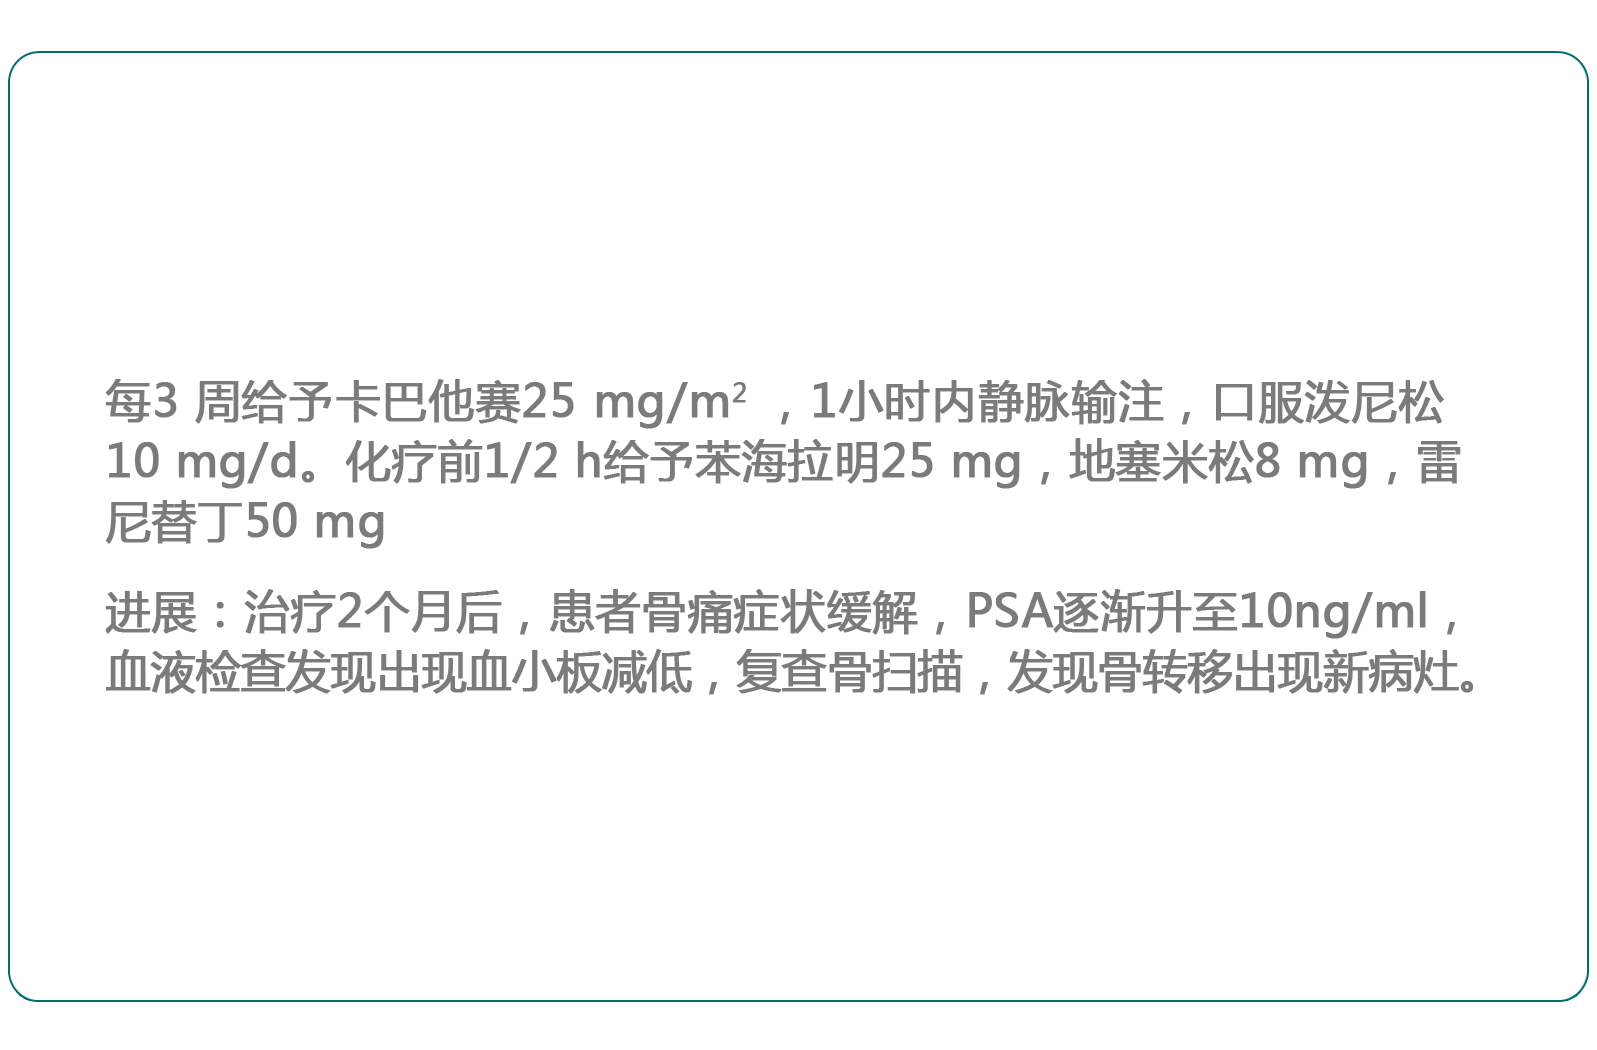 每3 周给予卡巴他赛25 mg/m² ，1小时内静脉输注，口服泼尼松
10 mg/d。化疗前1/2 h给予苯海拉明25 mg，地塞米松8 mg，雷
尼替丁50 mg
进展：治疗2个月后，患者骨痛症状缓解，PSA逐渐升至10ng/ml，
血液检查发现出现血小板减低，复查骨扫描，发现骨转移出现新病灶。